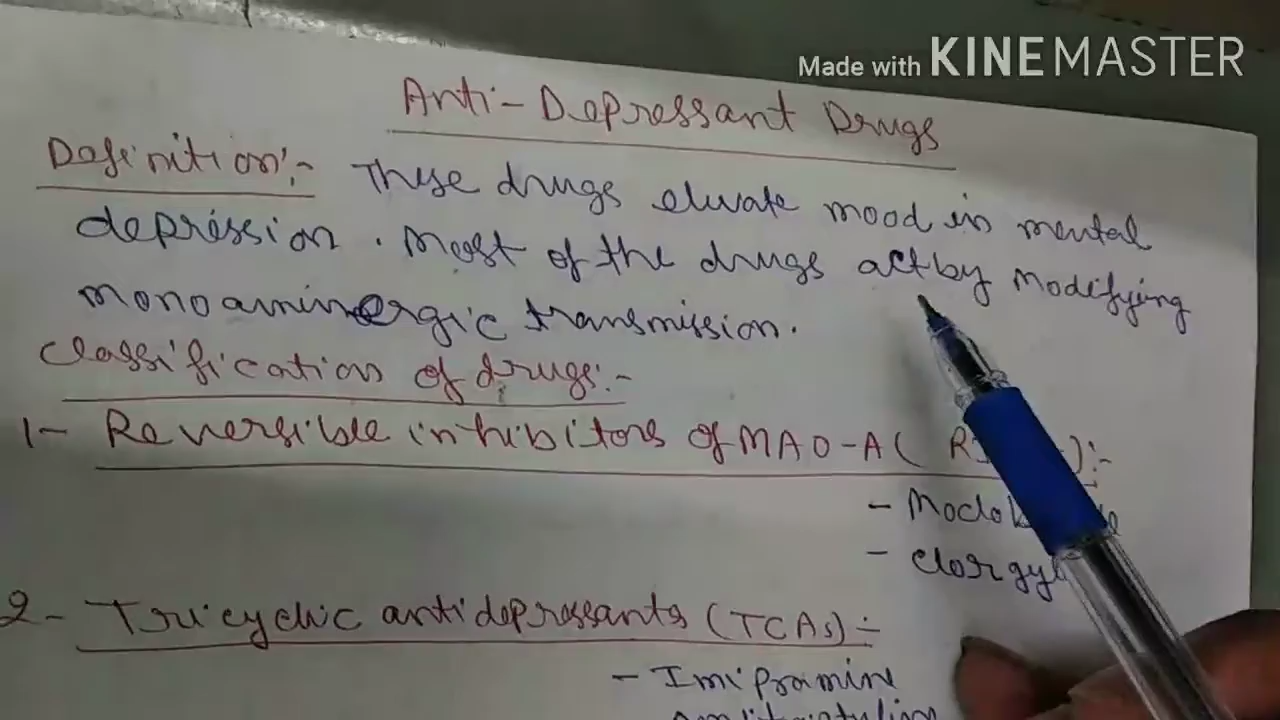 Made with KINEMASTER
Anti-Depressant Drugs
Definition:- These drugs elevate mood in mental
depression. Most of the drugs act by modifying
monoaminergic transmission.
Classification of drugs:-
1- Reversible inhibitors of MAO-A ( ):-
-
- 
2- Tricyclic antidepressants (TCAs):-
- Imipramine